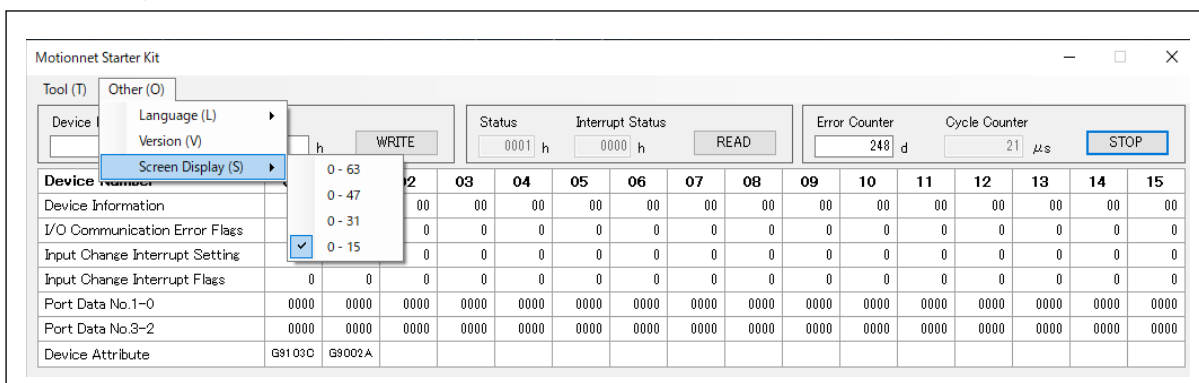 Motionnet Starter Kit
Tool (T) Other (O)
Language (L)
Version (V)
Screen Display (S)
0 - 63
0 - 47
0 - 31
0 - 15
Device
h WRITE
Status Interrupt Status
0001 h 0000 h READ
Error Counter Cycle Counter
248 d 21 μs STOP
Device Number 02 03 04 05 06 07 08 09 10 11 12 13 14 15
Device Information 00 00 00 00 00 00 00 00 00 00 00 00 00 00
I/O Communication Error Flags 0 0 0 0 0 0 0 0 0 0 0 0 0 0
Input Change Interrupt Setting 0 0 0 0 0 0 0 0 0 0 0 0 0 0
Input Change Interrupt Flags 0 0 0 0 0 0 0 0 0 0 0 0 0 0 0 0
Port Data No.1-0 0000 0000 0000 0000 0000 0000 0000 0000 0000 0000 0000 0000 0000 0000 0000 0000
Port Data No.3-2 0000 0000 0000 0000 0000 0000 0000 0000 0000 0000 0000 0000 0000 0000 0000 0000
Device Attribute G9103C G9002A